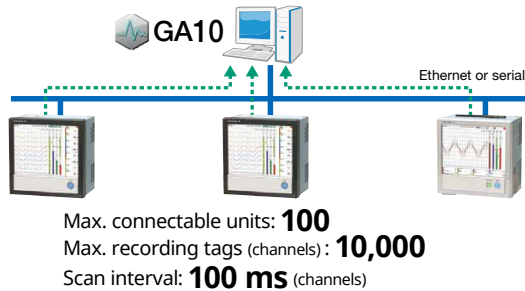 GA10
Ethernet or serial
Max. connectable units: 100
Max. recording tags (channels) : 10,000
Scan interval: 100 ms (channels)